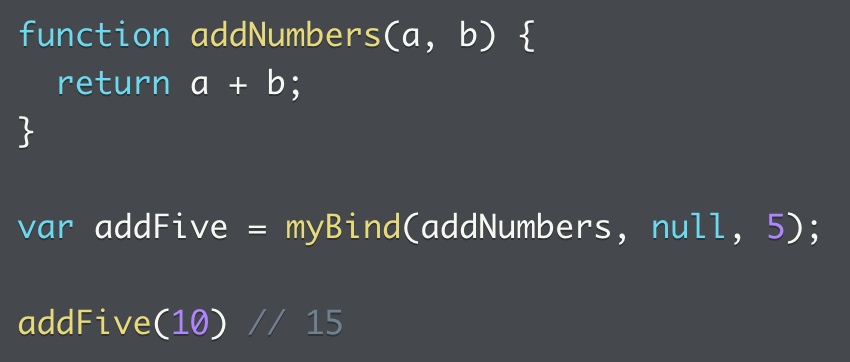 function addNumbers(a, b) {
  return a + b;
}
var addFive = myBind(addNumbers, null, 5);
addFive(10) // 15